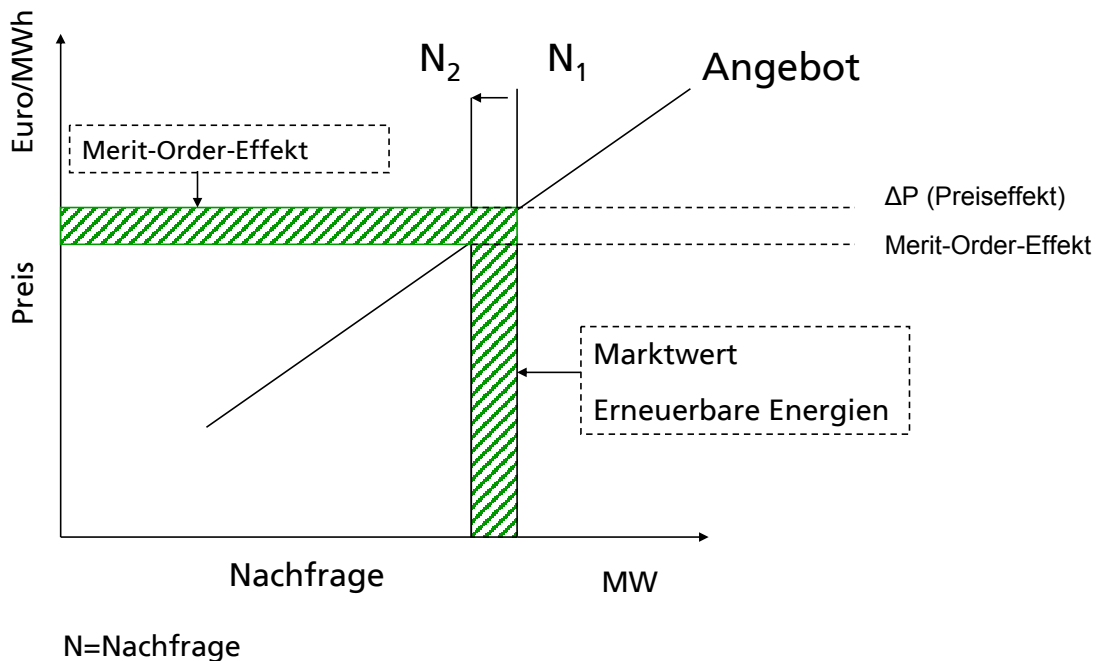 Euro/MWh
Preis
N₂
N₁
Angebot
Merit-Order-Effekt
ΔP (Preiseffekt)
Merit-Order-Effekt
Marktwert
Erneuerbare Energien
Nachfrage
MW
N=Nachfrage